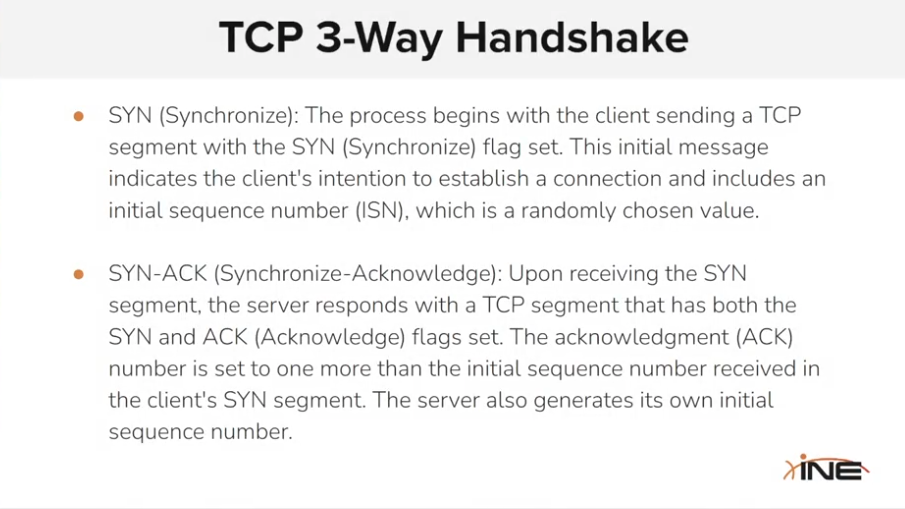 TCP 3-Way Handshake
● SYN (Synchronize): The process begins with the client sending a TCP
segment with the SYN (Synchronize) flag set. This initial message
indicates the client's intention to establish a connection and includes an
initial sequence number (ISN), which is a randomly chosen value.
● SYN-ACK (Synchronize-Acknowledge): Upon receiving the SYN
segment, the server responds with a TCP segment that has both the
SYN and ACK (Acknowledge) flags set. The acknowledgment (ACK)
number is set to one more than the initial sequence number received in
the client's SYN segment. The server also generates its own initial
sequence number.
INE